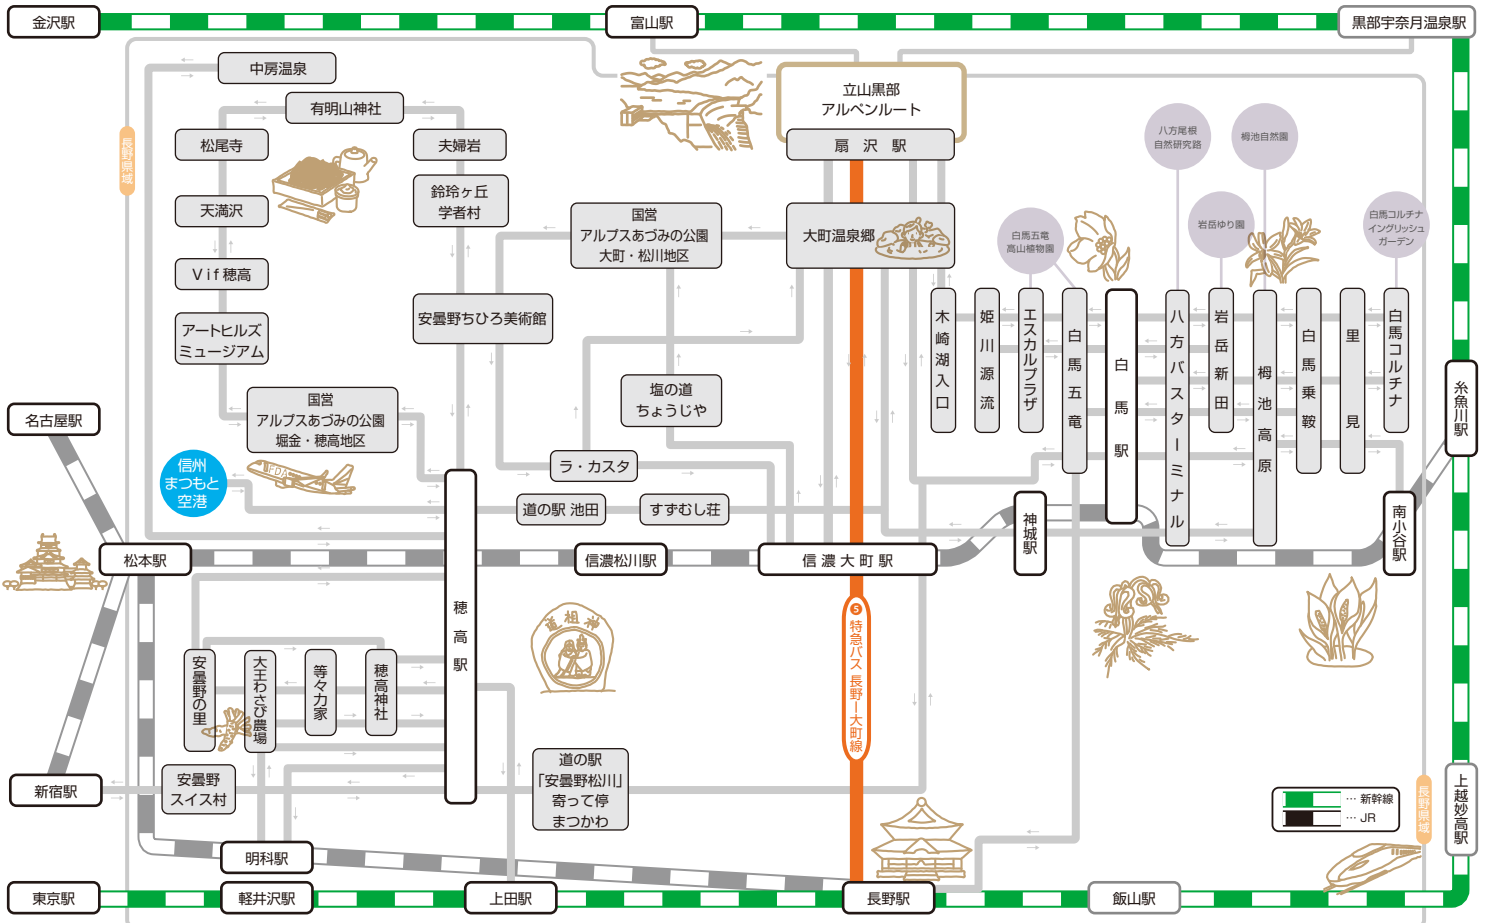 金沢駅
富山駅
黒部宇奈月温泉駅
中房温泉
立山黒部
アルペンルート
有明山神社
長野県域
松尾寺
夫婦岩
扇沢駅
八方尾根
自然研究路
栂池自然園
鈴玲ヶ丘
学者村
天満沢
国営
アルプスあづみの公園
大町・松川地区
大町温泉郷
白馬五竜
高山植物園
岩岳ゆり園
白馬コルチナ
イングリッシュ
ガーデン
Vif穂高
安曇野ちひろ美術館
アートヒルズ
ミュージアム
木崎湖入口
姫川源流
エスカルプラザ
白馬五竜
白馬駅
八方バスターミナル
岩岳新田
栂池高原
白馬乗鞍
里見
白馬コルチナ
糸魚川駅
塩の道
ちょうじや
国営
アルプスあづみの公園
堀金・穂高地区
名古屋駅
信州
まつもと
空港
FDA
ラ・カスタ
道の駅 池田
すずむし荘
松本駅
信濃松川駅
信濃大町駅
神城駅
南小谷駅
穂高駅
道祖神
5
特急バス 長野ー大町線
安曇野の里
大王わさび農場
等々力家
穂高神社
新宿駅
安曇野
スイス村
道の駅
「安曇野松川」
寄って停
まつかわ
… 新幹線
… JR
長野県域
上越妙高駅
明科駅
東京駅
軽井沢駅
上田駅
長野駅
飯山駅